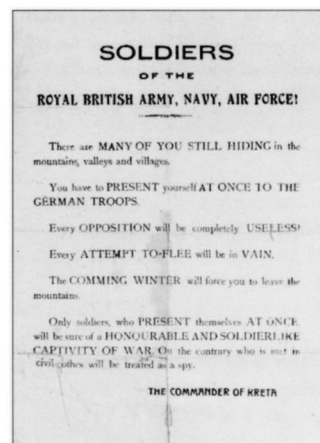 SOLDIERS
OF THE
ROYAL BRITISH ARMY, NAVY, AIR FORCE!
There are MANY OF YOU STILL HIDING in the
mountains, valleys and villages.
You have to PRESENT yourself AT ONCE TO THE
GERMAN TROOPS.
Every OPPOSITION will be completely USELESS!
Every ATTEMPT TO FLEE will be in VAIN.
The COMMING WINTER will force you to leave the
mountains.
Only soldiers, who PRESENT themselves AT ONCE
will be sure of a HONOURABLE AND SOLDIERLIKE
CAPTIVITY OF WAR. On the contrary who is met in
civil-cothes will be treated as a spy.
THE COMMANDER OF KRETA